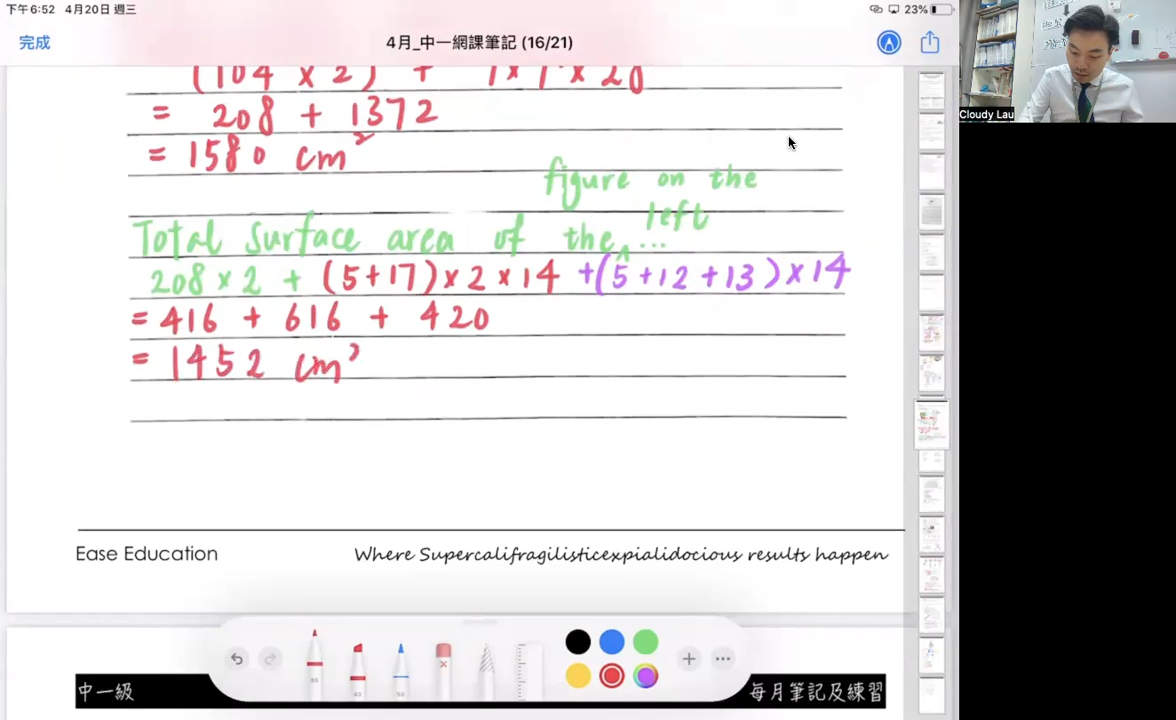 下午6:52 4月20日 週三
23%
完成
4月_中一網課筆記 (16/21)
Cloudy Lau
(104 × 2) +
= 208 + 1372
= 1580 cm²
figure on the
left
Total surface area of the ^ ...
208 × 2 + (5+17) × 2 × 14 + (5 + 12 + 13) × 14
= 416 + 616 + 420
= 1452 cm²
Ease Education
Where Supercalifragilisticexpialidocious results happen
中一級
每月筆記及練習